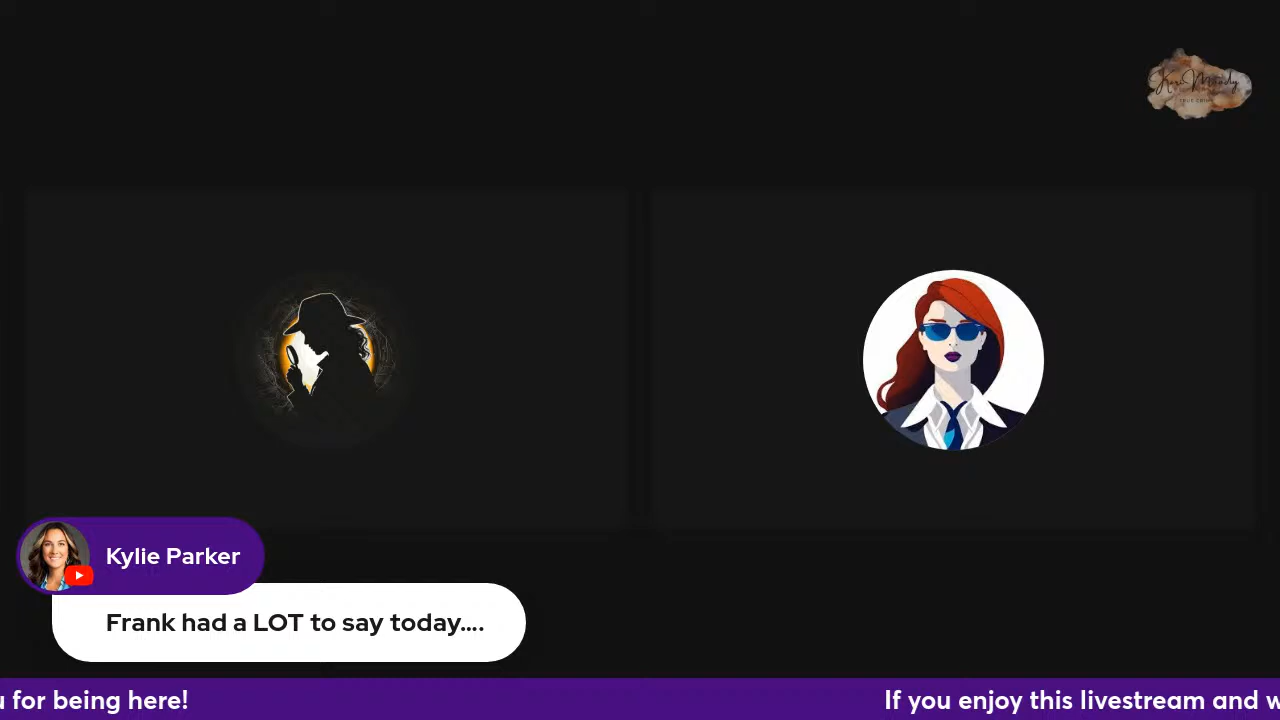 Kylie Parker
Frank had a LOT to say today....
for being here!
If you enjoy this livestream and